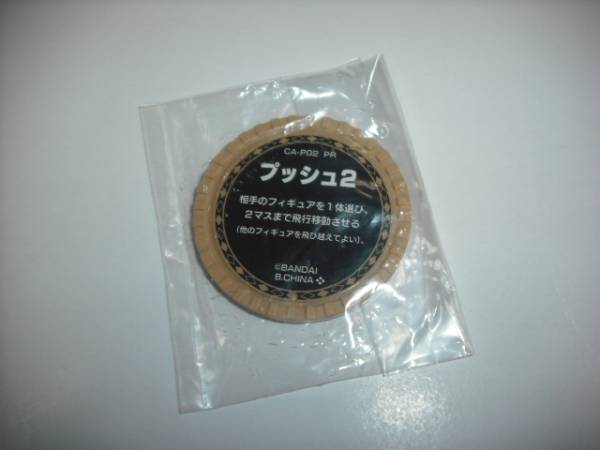 CA-P02 PR
プッシュ2
相手のフィギュアを1体選び、
2マスまで飛行移動させる
(他のフィギュアを飛び越えてよい)。
©BANDAI
B.CHINA